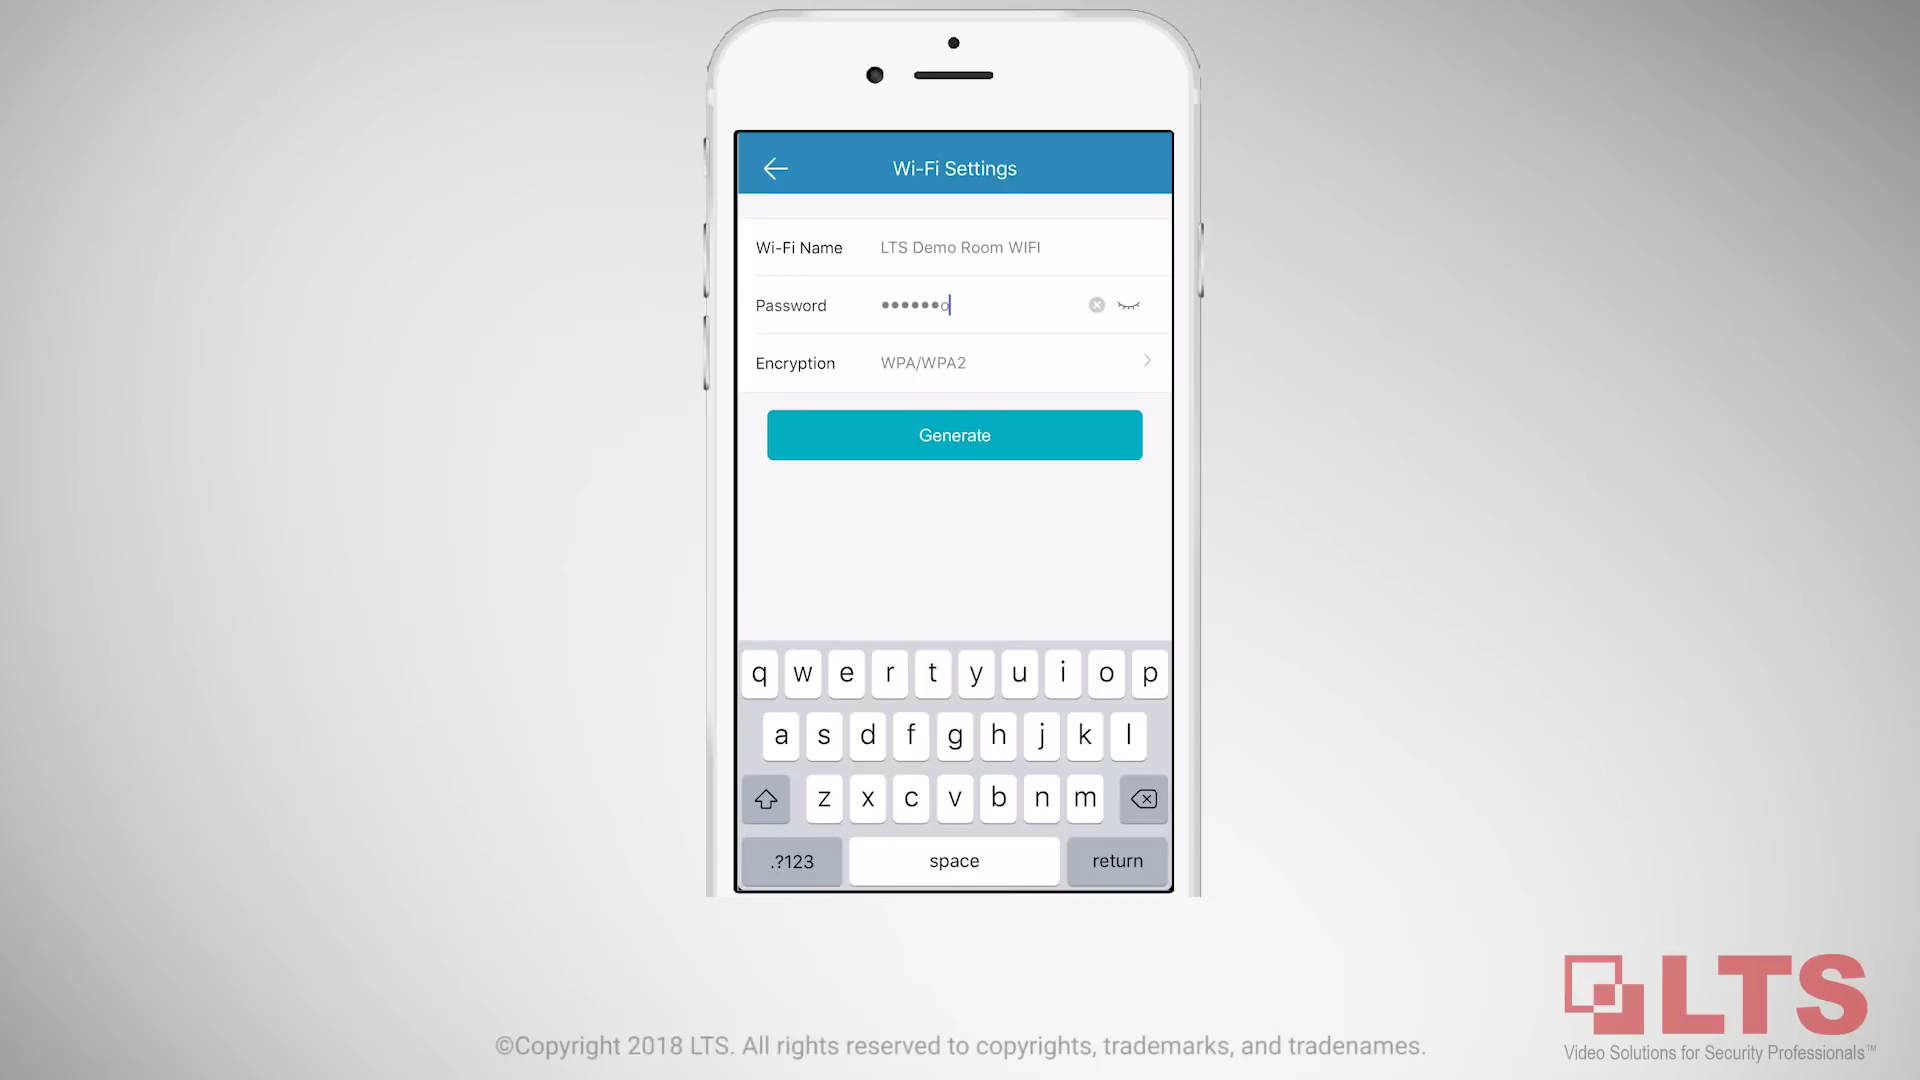 Wi-Fi Settings
Wi-Fi Name LTS Demo Room WIFI
Password ••••••o
Encryption WPA/WPA2
Generate
q w e r t y u i o p
a s d f g h j k l
z x c v b n m
.?123 space return
LTS
Video Solutions for Security Professionals™
©Copyright 2018 LTS. All rights reserved to copyrights, trademarks, and tradenames.